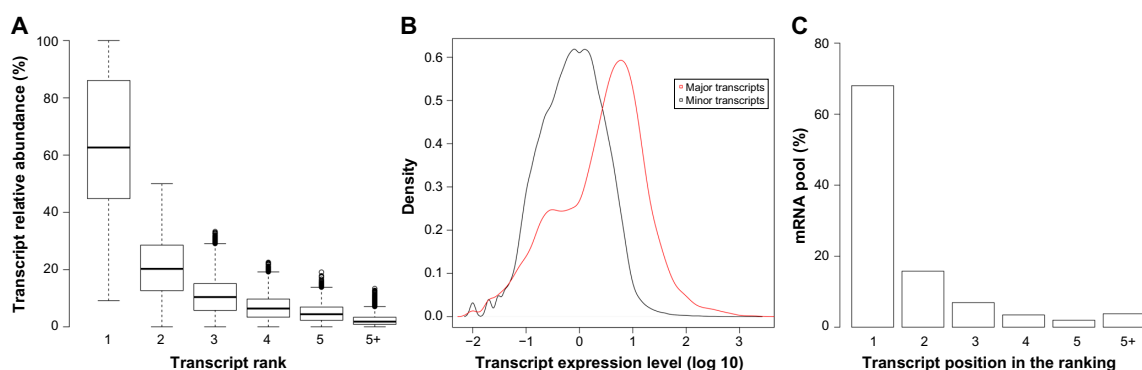 A
Transcript relative abundance (%)
100
80
60
40
20
0
1 2 3 4 5 5+
Transcript rank
B
Density
0.6
0.5
0.4
0.3
0.2
0.1
0.0
Major transcripts
Minor transcripts
−2 −1 0 1 2 3
Transcript expression level (log 10)
C
mRNA pool (%)
80
60
40
20
0
1 2 3 4 5 5+
Transcript position in the ranking